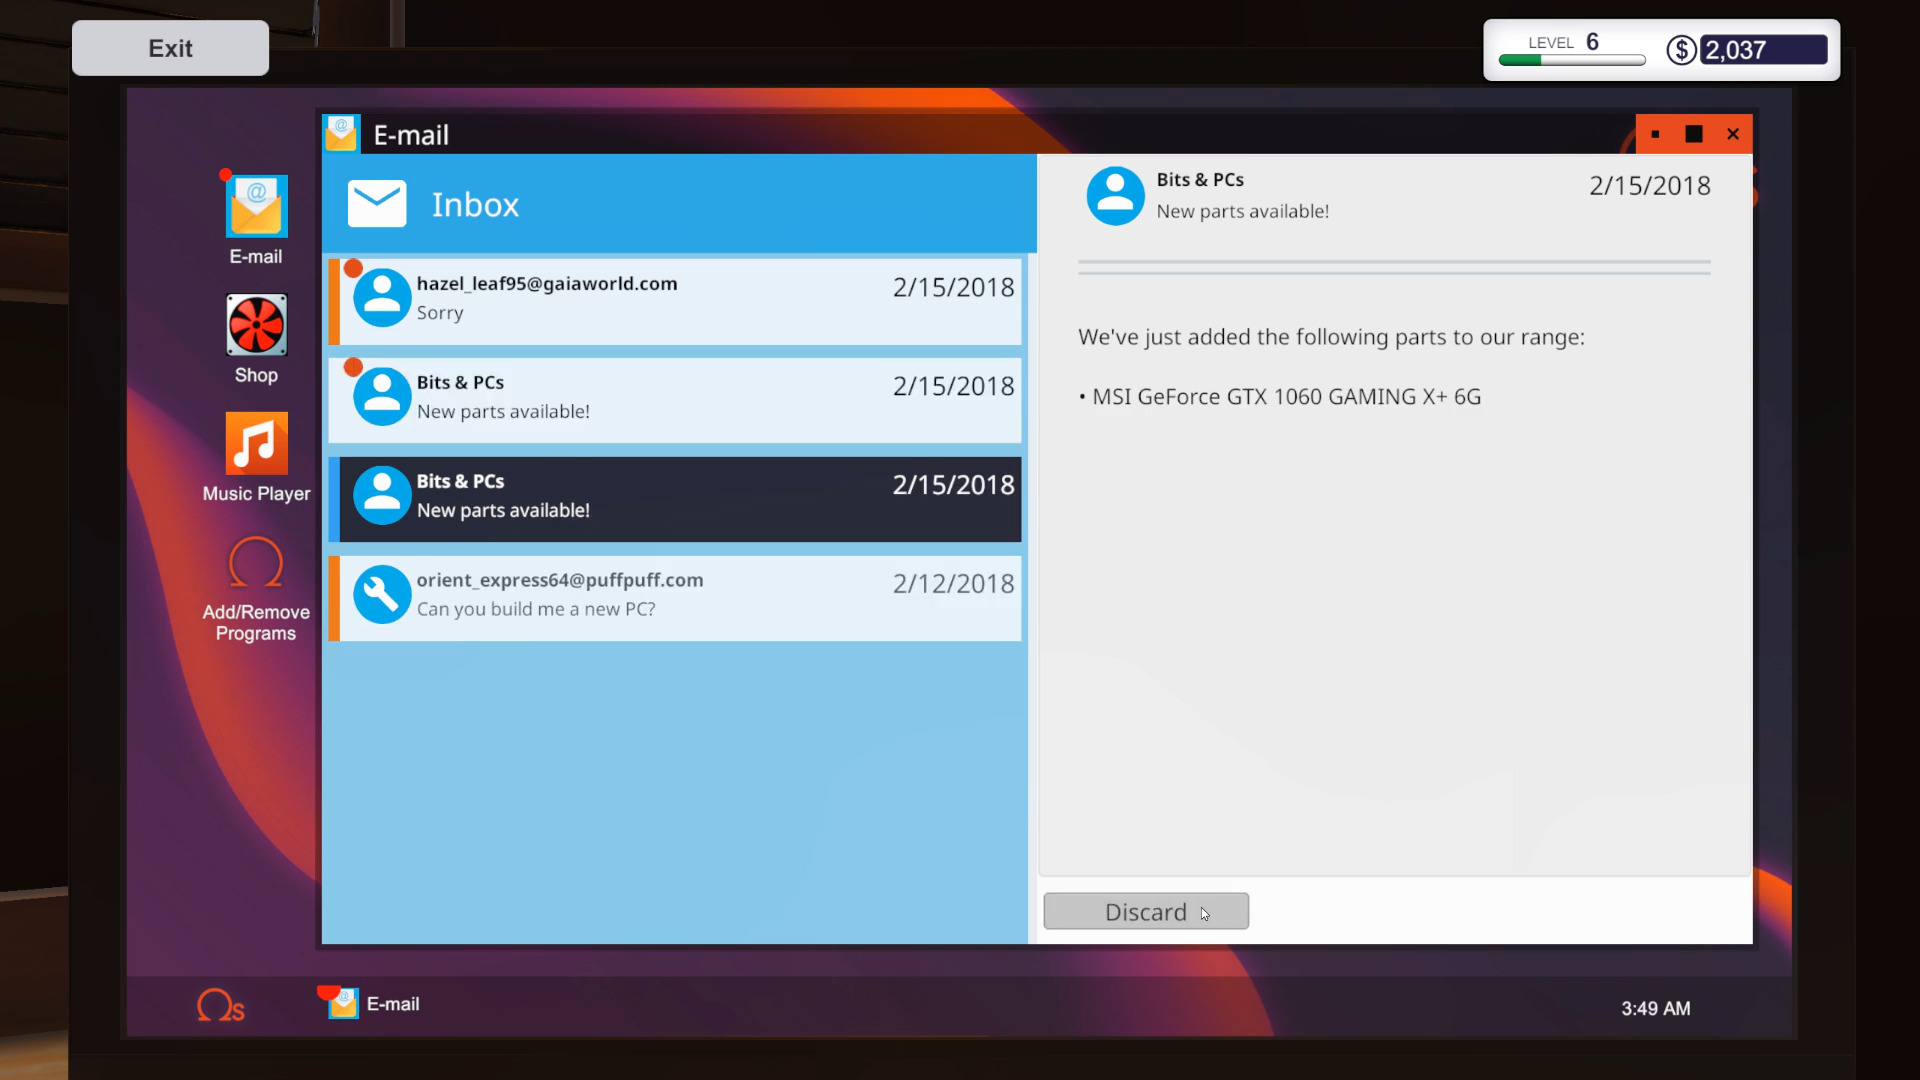 Exit
LEVEL 6
$ 2,037
E-mail
E-mail
Shop
Music Player
Add/Remove
Programs
Inbox
hazel_leaf95@gaiaworld.com
2/15/2018
Sorry
Bits & PCs
2/15/2018
New parts available!
Bits & PCs
2/15/2018
New parts available!
orient_express64@puffpuff.com
2/12/2018
Can you build me a new PC?
Bits & PCs
2/15/2018
New parts available!
We've just added the following parts to our range:
• MSI GeForce GTX 1060 GAMING X+ 6G
Discard
Ωs
E-mail
3:49 AM